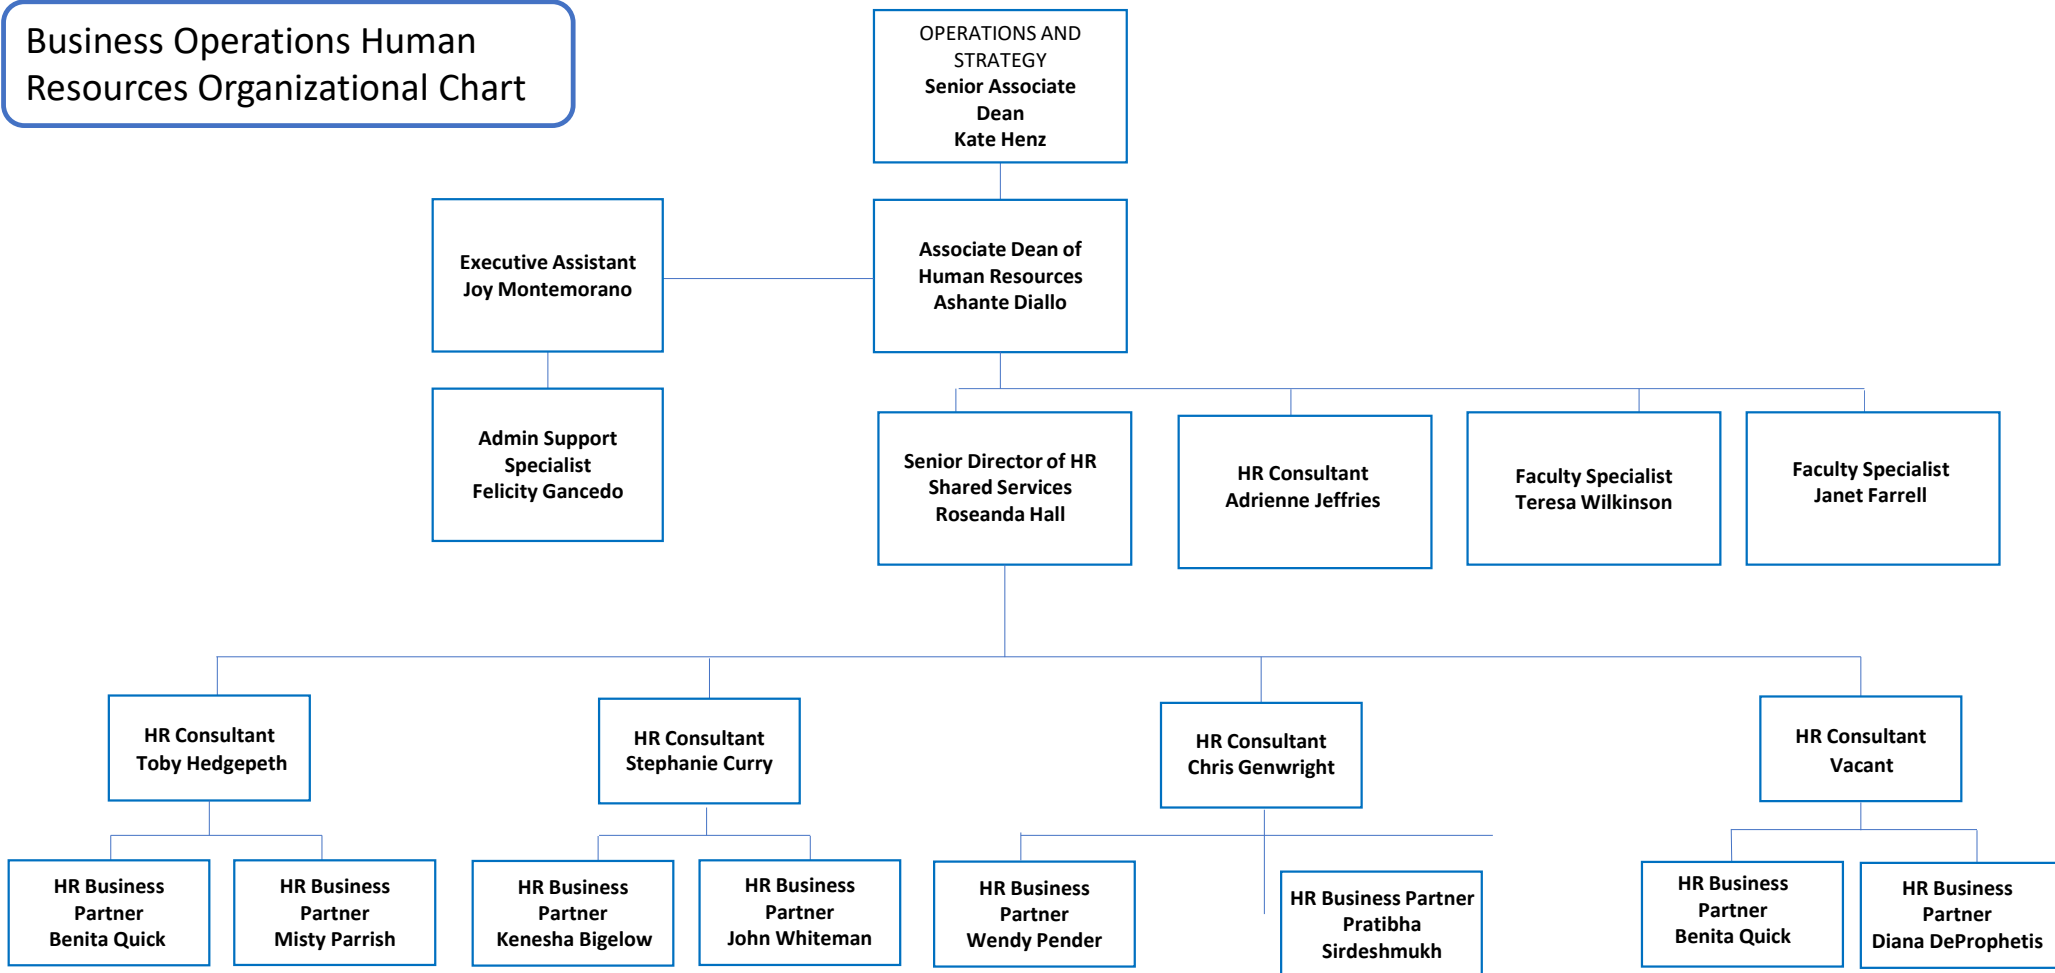 Business Operations Human
Resources Organizational Chart
OPERATIONS AND
STRATEGY
Senior Associate
Dean
Kate Henz
Executive Assistant
Joy Montemorano
Associate Dean of
Human Resources
Ashante Diallo
Admin Support
Specialist
Felicity Gancedo
Senior Director of HR
Shared Services
Roseanda Hall
HR Consultant
Adrienne Jeffries
Faculty Specialist
Teresa Wilkinson
Faculty Specialist
Janet Farrell
HR Consultant
Toby Hedgepeth
HR Consultant
Stephanie Curry
HR Consultant
Chris Genwright
HR Consultant
Vacant
HR Business
Partner
Benita Quick
HR Business
Partner
Misty Parrish
HR Business
Partner
Kenesha Bigelow
HR Business
Partner
John Whiteman
HR Business
Partner
Wendy Pender
HR Business Partner
Pratibha
Sirdeshmukh
HR Business
Partner
Benita Quick
HR Business
Partner
Diana DeProphetis